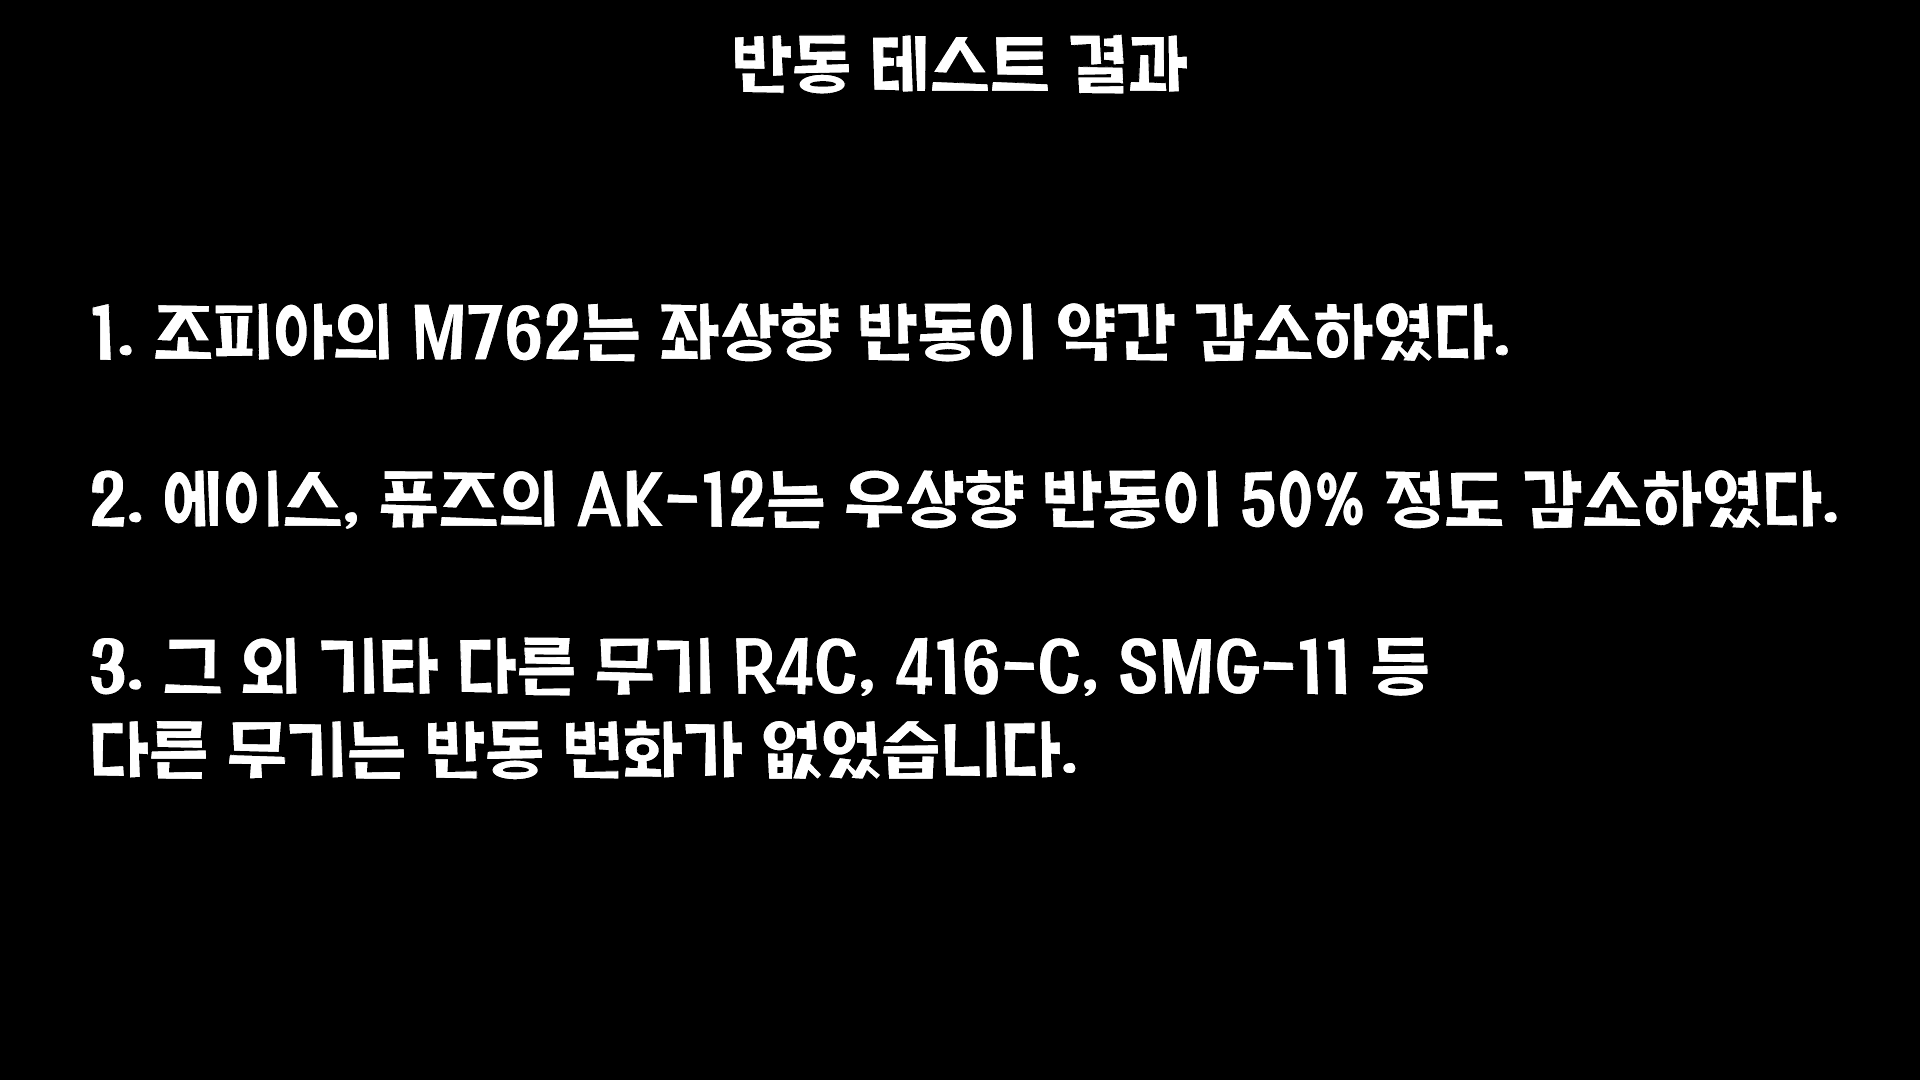 반동 테스트 결과
1. 조피아의 M762는 좌상향 반동이 약간 감소하였다.
2. 에이스, 퓨즈의 AK-12는 우상향 반동이 50% 정도 감소하였다.
3. 그 외 기타 다른 무기 R4C, 416-C, SMG-11 등
다른 무기는 반동 변화가 없었습니다.